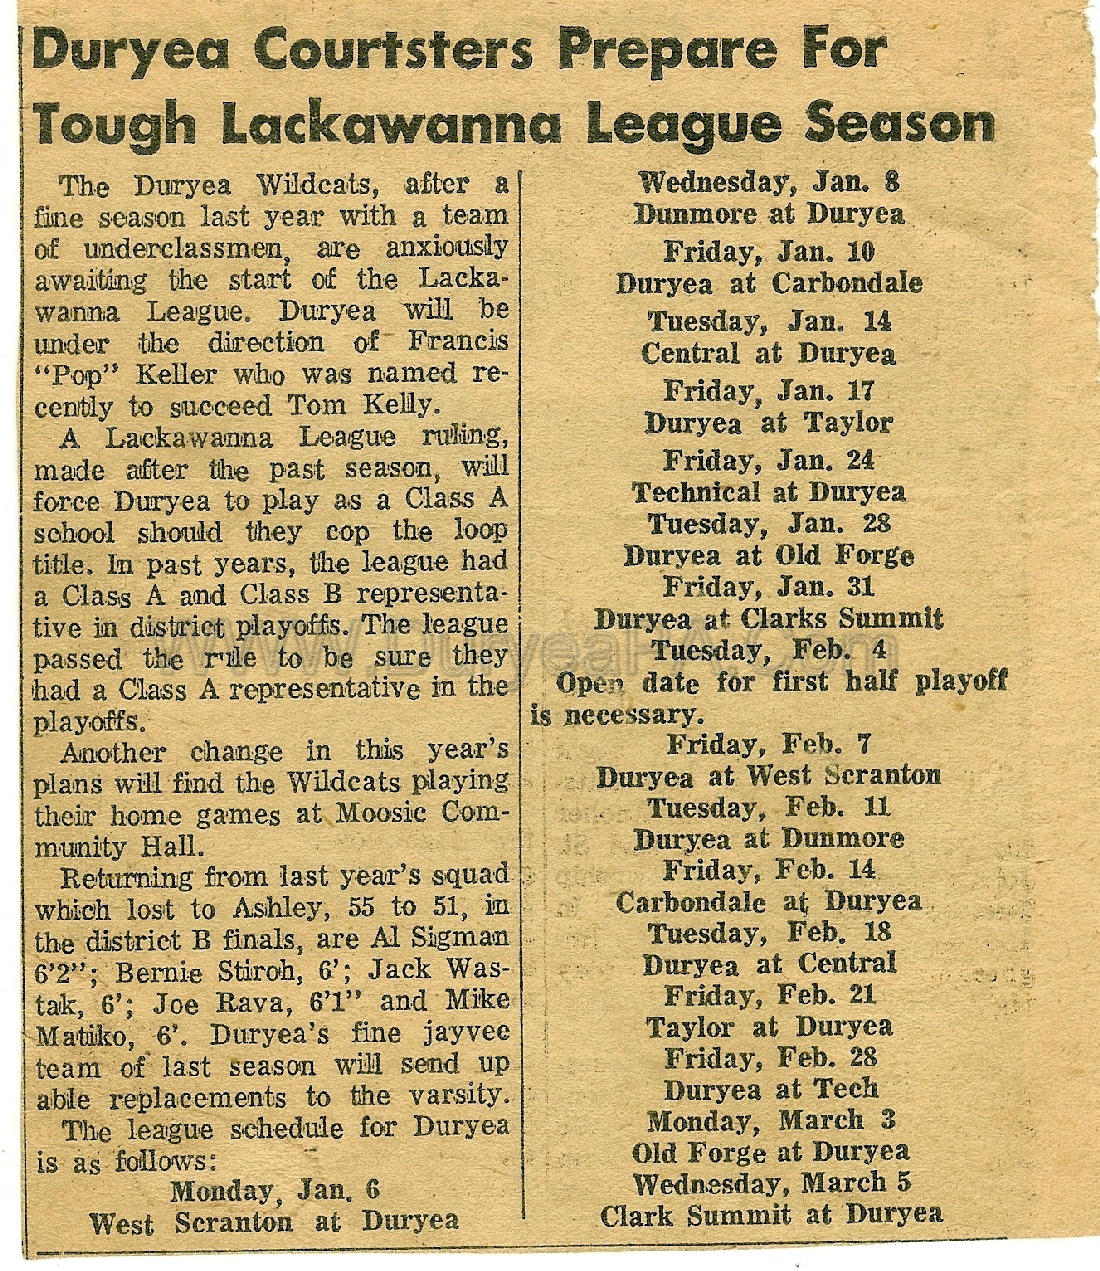 Duryea Courtsters Prepare For
Tough Lackawanna League Season
The Duryea Wildcats, after a
fine season last year with a team
of underclassmen, are anxiously
awaiting the start of the Lacka-
wanna League. Duryea will be
under the direction of Francis
“Pop” Keller who was named re-
cently to succeed Tom Kelly.
A Lackawanna League ruling,
made after the past season, will
force Duryea to play as a Class A
school should they cop the loop
title. In past years, the league had
a Class A and Class B representa-
tive in district playoffs. The league
passed the rule to be sure they
had a Class A representative in the
playoffs.
Another change in this year's
plans will find the Wildcats playing
their home games at Moosic Com-
munity Hall.
Returning from last year's squad
which lost to Ashley, 55 to 51, in
the district B finals, are Al Sigman
6'2”; Bernie Stiroh, 6'; Jack Was-
tak, 6'; Joe Rava, 6'1” and Mike
Matiko, 6'. Duryea's fine jayvee
team of last season will send up
able replacements to the varsity.
The league schedule for Duryea
is as follows:
Monday, Jan. 6
West Scranton at Duryea
Wednesday, Jan. 8
Dunmore at Duryea
Friday, Jan. 10
Duryea at Carbondale
Tuesday, Jan. 14
Central at Duryea
Friday, Jan. 17
Duryea at Taylor
Friday, Jan. 24
Technical at Duryea
Tuesday, Jan. 28
Duryea at Old Forge
Friday, Jan. 31
Duryea at Clarks Summit
Tuesday, Feb. 4
Open date for first half playoff
is necessary.
Friday, Feb. 7
Duryea at West Scranton
Tuesday, Feb. 11
Duryea at Dunmore
Friday, Feb. 14
Carbondale at Duryea
Tuesday, Feb. 18
Duryea at Central
Friday, Feb. 21
Taylor at Duryea
Friday, Feb. 28
Duryea at Tech
Monday, March 3
Old Forge at Duryea
Wednesday, March 5
Clark Summit at Duryea
www.DuryeaPA.com